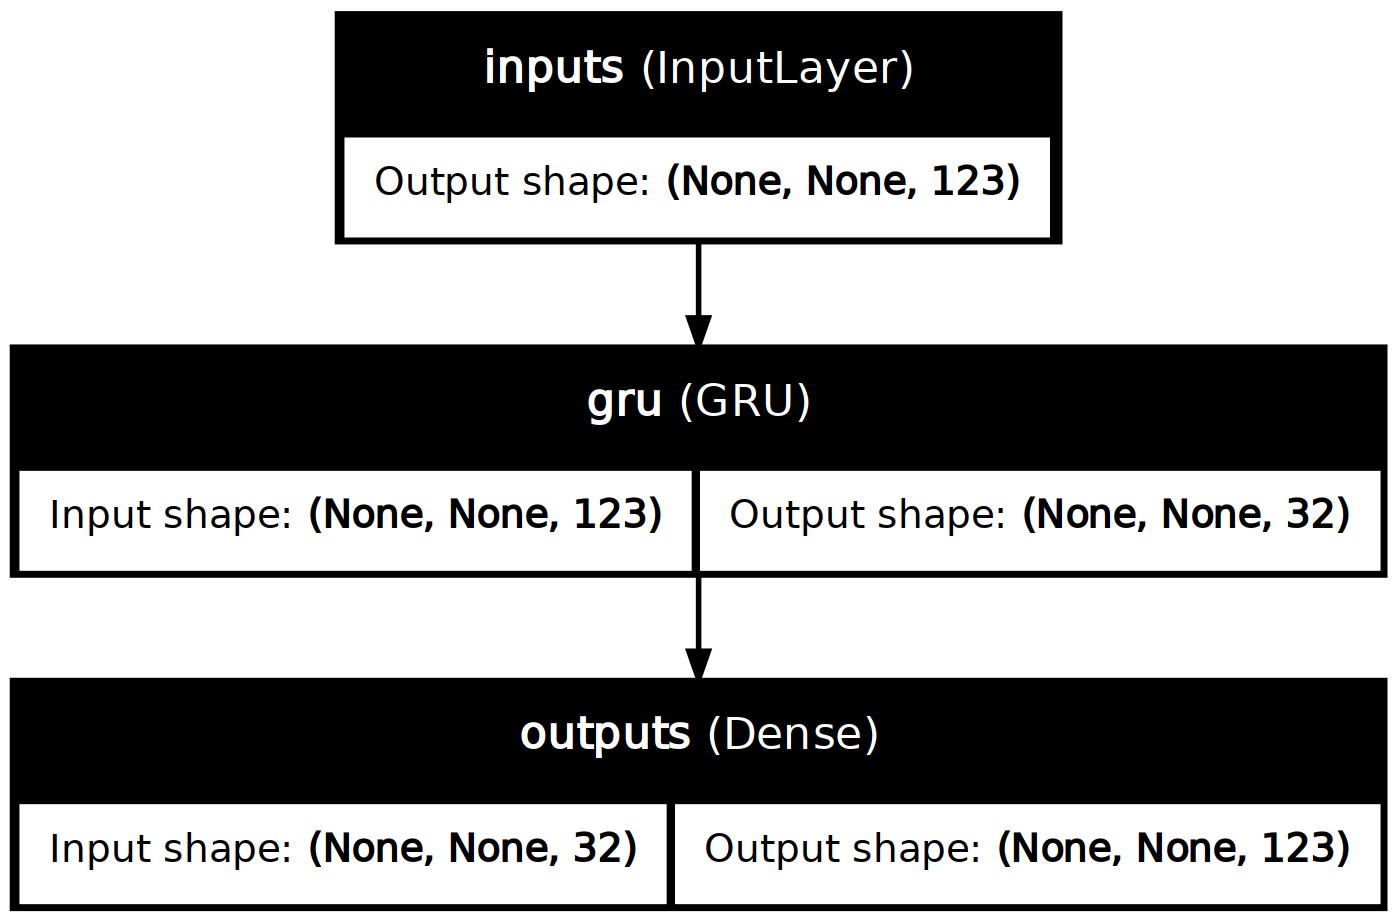 inputs (InputLayer)
Output shape: (None, None, 123)
gru (GRU)
Input shape: (None, None, 123) Output shape: (None, None, 32)
outputs (Dense)
Input shape: (None, None, 32) Output shape: (None, None, 123)